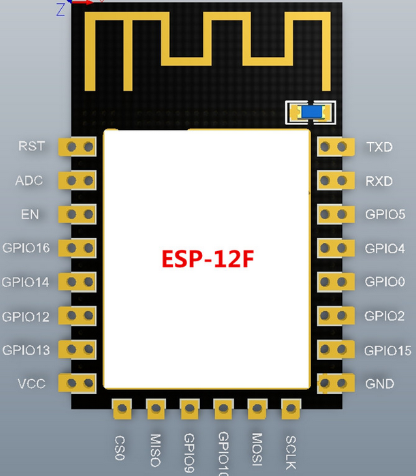 Z
RST
ADC
EN
GPIO16
GPIO14
GPIO12
GPIO13
VCC
ESP-12F
TXD
RXD
GPIO5
GPIO4
GPIO0
GPIO2
GPIO15
GND
CS0
MISO
GPIO9
GPIO10
MOSI
SCLK